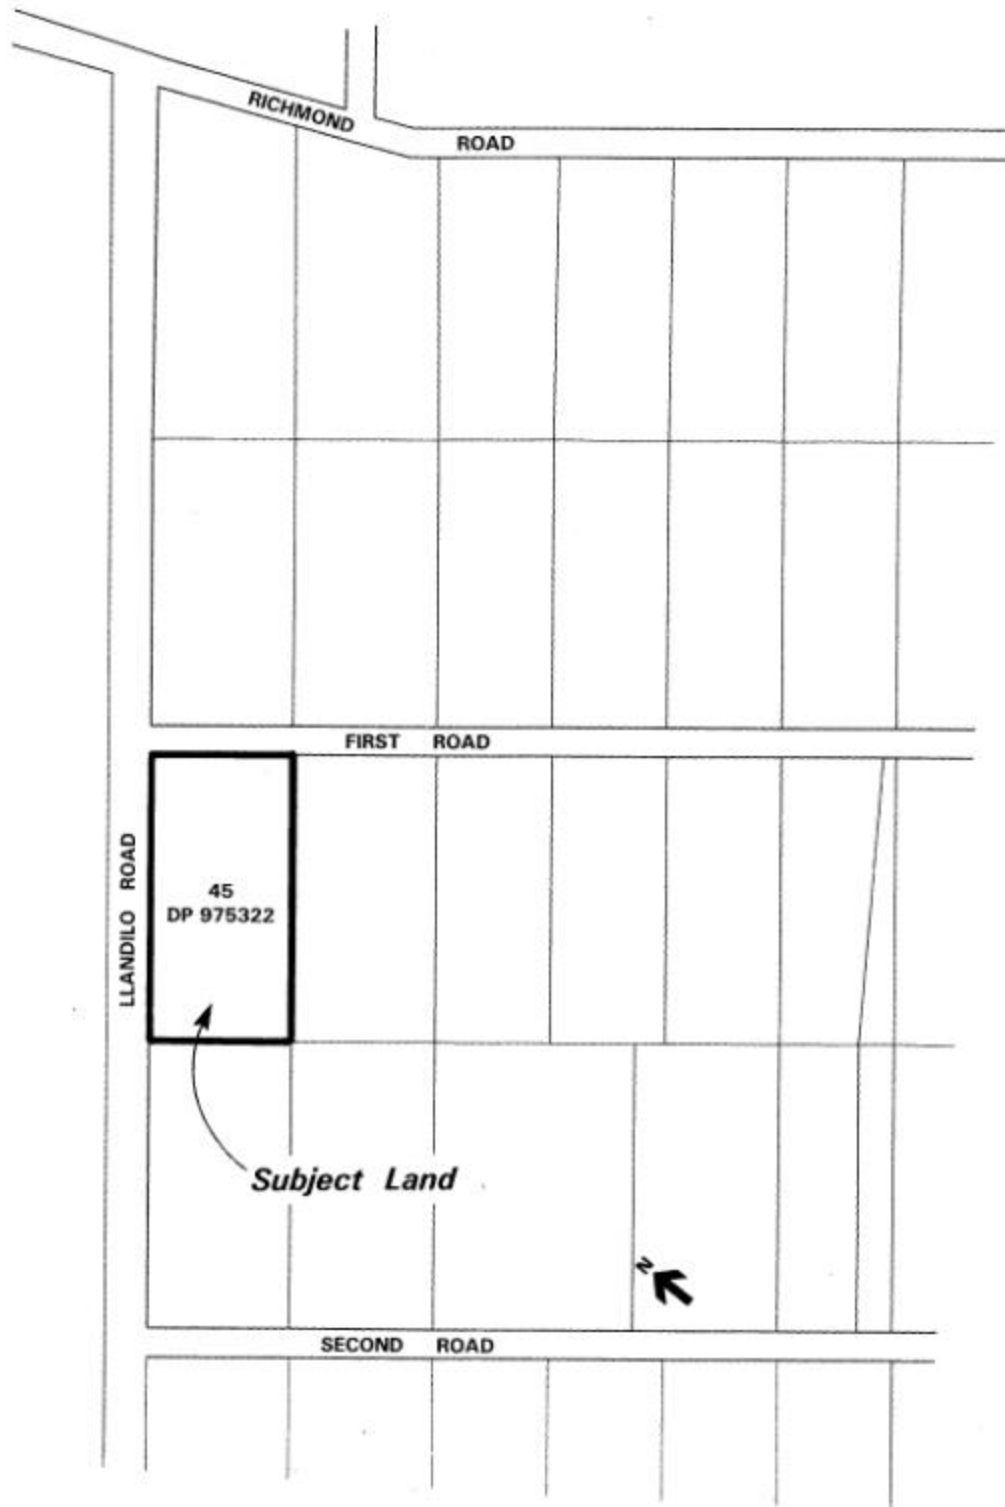 RICHMOND ROAD
FIRST ROAD
LLANDILO ROAD
45
DP 975322
Subject Land
N
SECOND ROAD